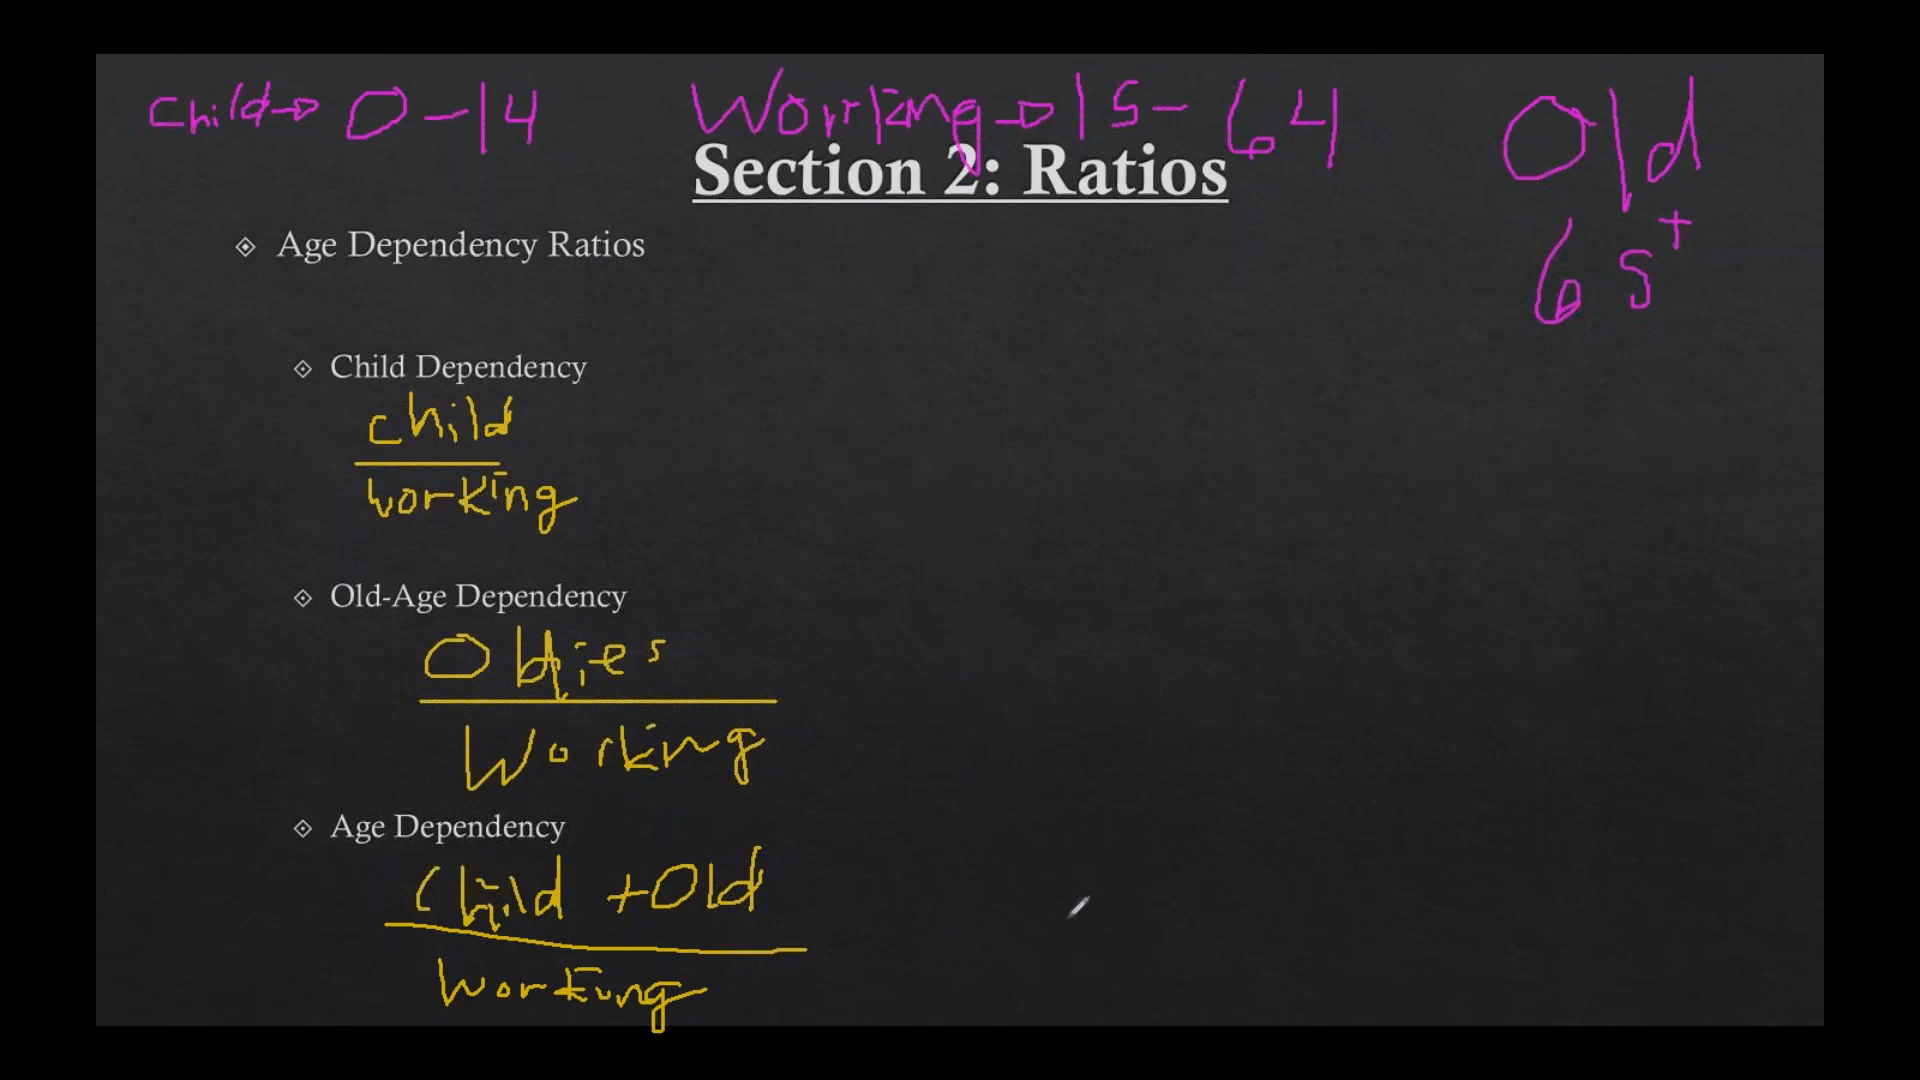 Child→ 0-14 Working→ 15-64 Old
65+
Section 2: Ratios
Age Dependency Ratios
Child Dependency
child
working
Old-Age Dependency
Oldies
Working
Age Dependency
Child + Old
working